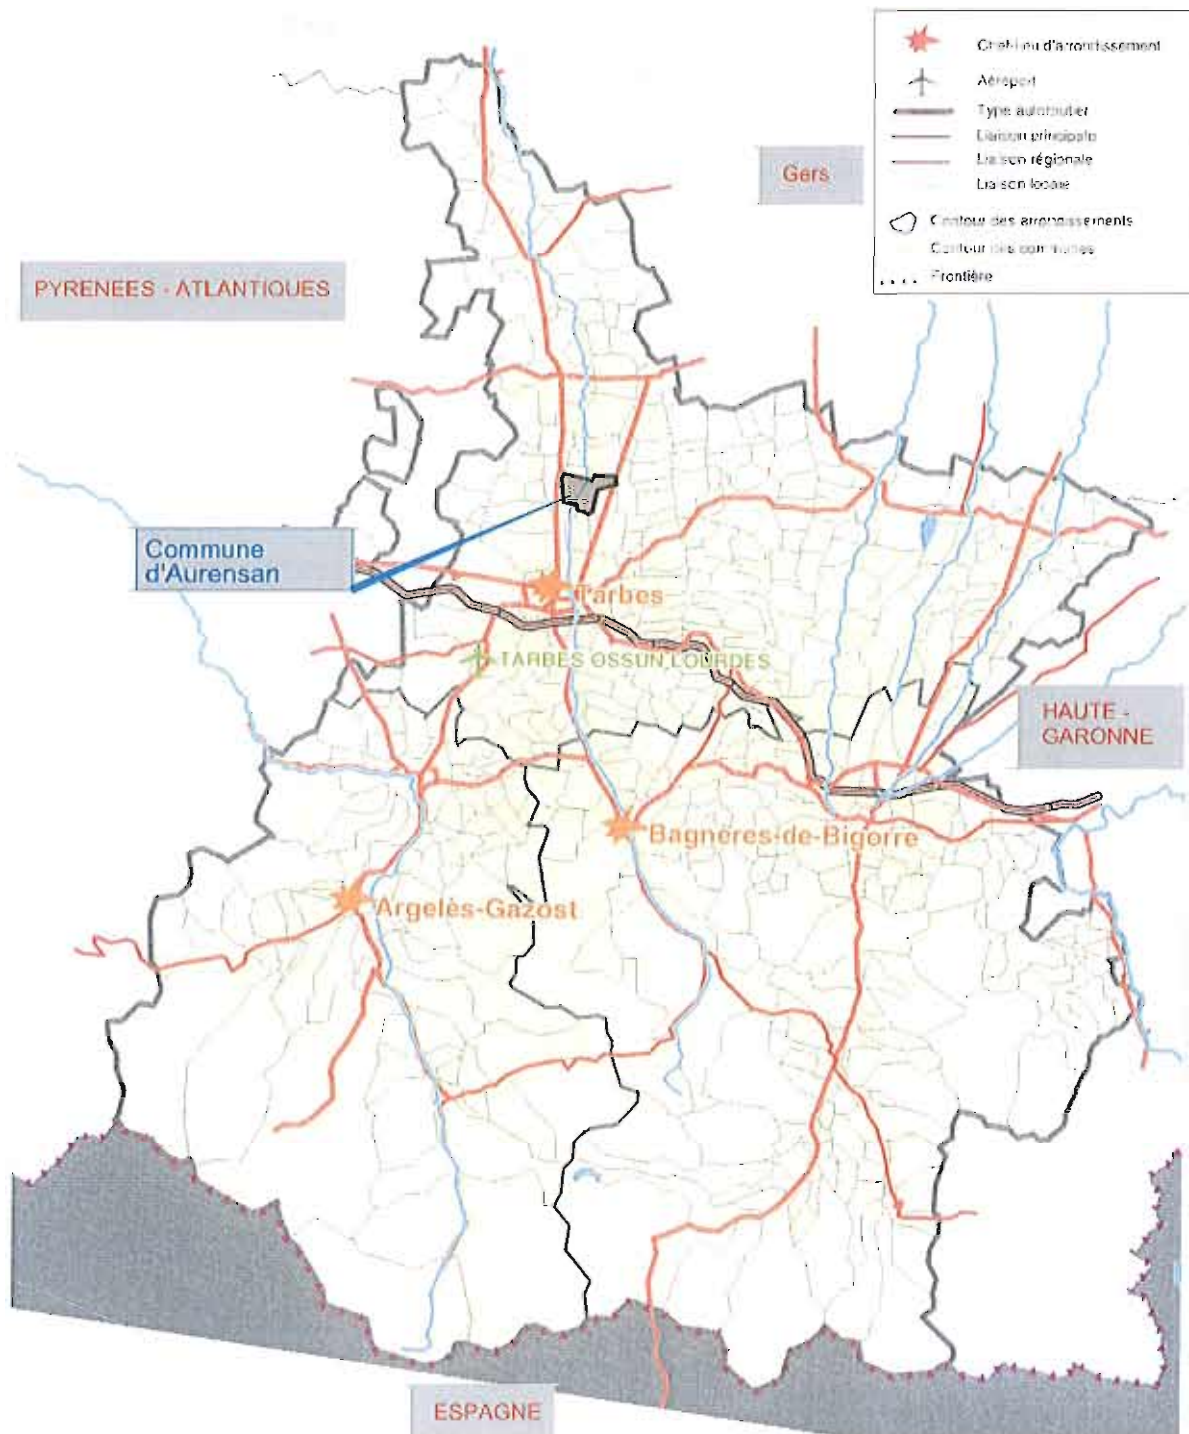 Chef-lieu d'arrondissement
Aéroport
Type autoroutier
Liaison principale
Liaison régionale
Liaison locale
Contour des arrondissements
Contour des communes
Frontière
Gers
PYRENEES - ATLANTIQUES
Commune
d'Aurensan
Tarbes
TARBES OSSUN LOURDES
HAUTE -
GARONNE
Bagnères-de-Bigorre
Argelès-Gazost
ESPAGNE